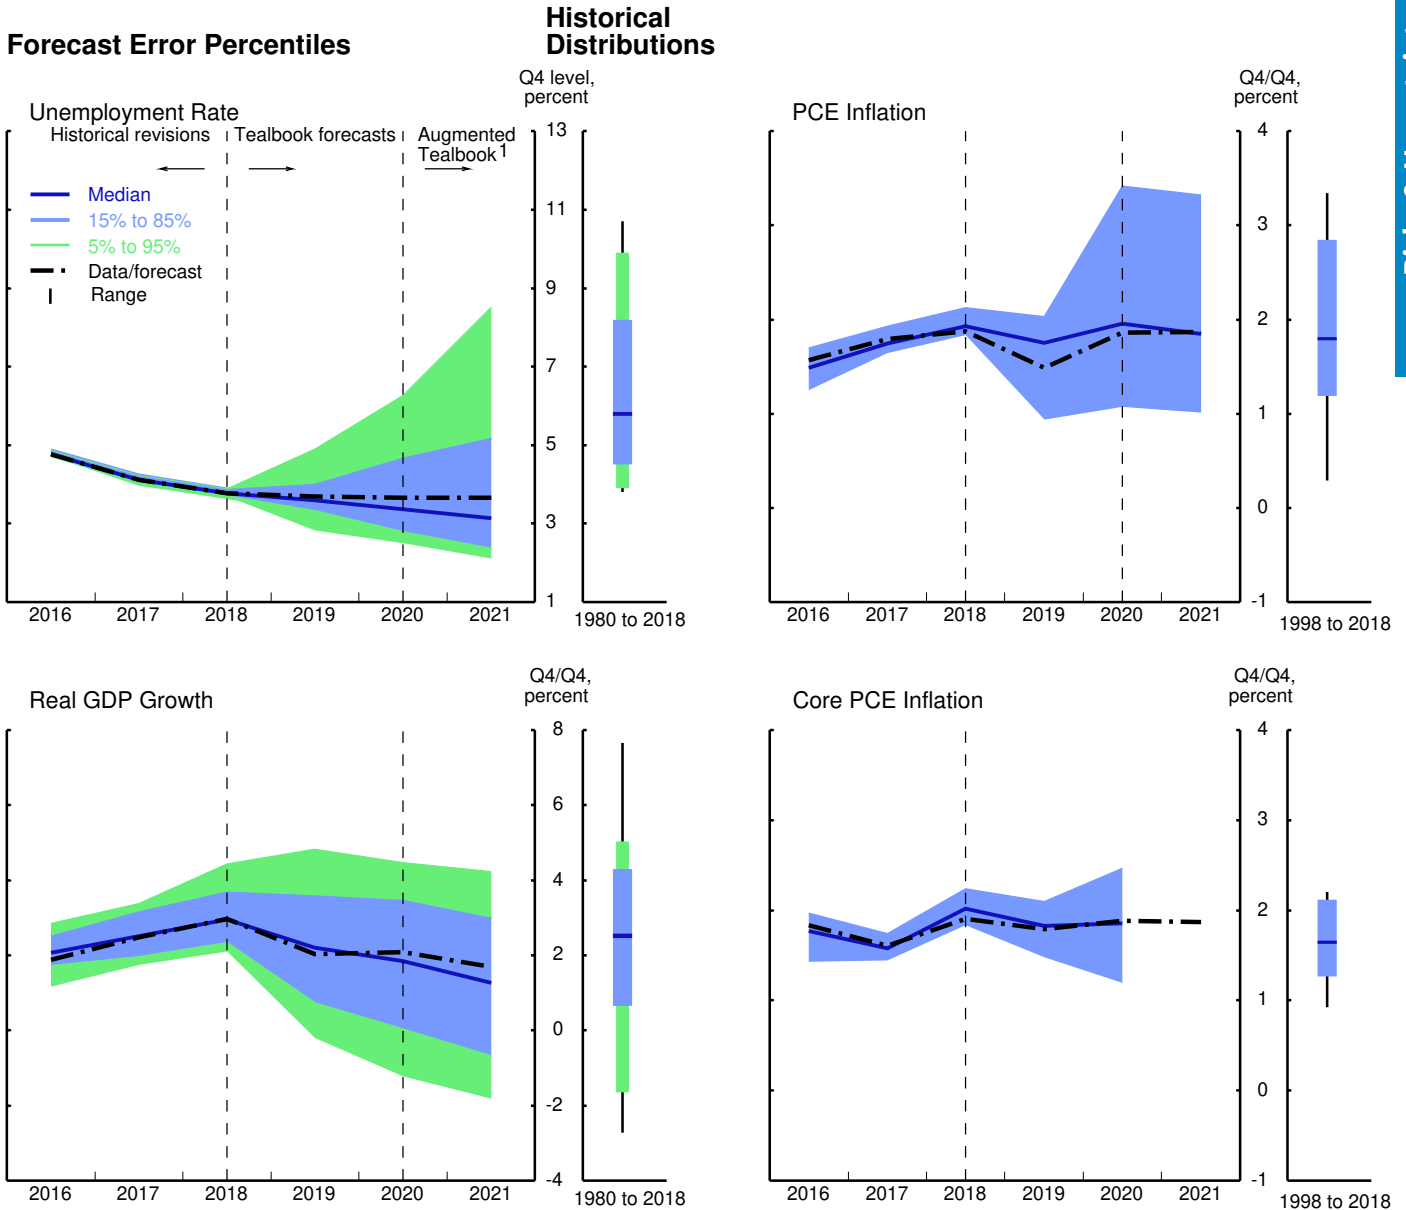 Forecast Error Percentiles
Historical
Distributions
Unemployment Rate
Q4 level,
percent
Historical revisions
Tealbook forecasts
Augmented
Tealbook 1
Median
15% to 85%
5% to 95%
Data/forecast
Range
13
11
9
7
5
3
1
2016 2017 2018 2019 2020 2021
1980 to 2018
PCE Inflation
Q4/Q4,
percent
4
3
2
1
0
-1
2016 2017 2018 2019 2020 2021
1998 to 2018
Real GDP Growth
Q4/Q4,
percent
8
6
4
2
0
-2
-4
2016 2017 2018 2019 2020 2021
1980 to 2018
Core PCE Inflation
Q4/Q4,
percent
4
3
2
1
0
-1
2016 2017 2018 2019 2020 2021
1998 to 2018